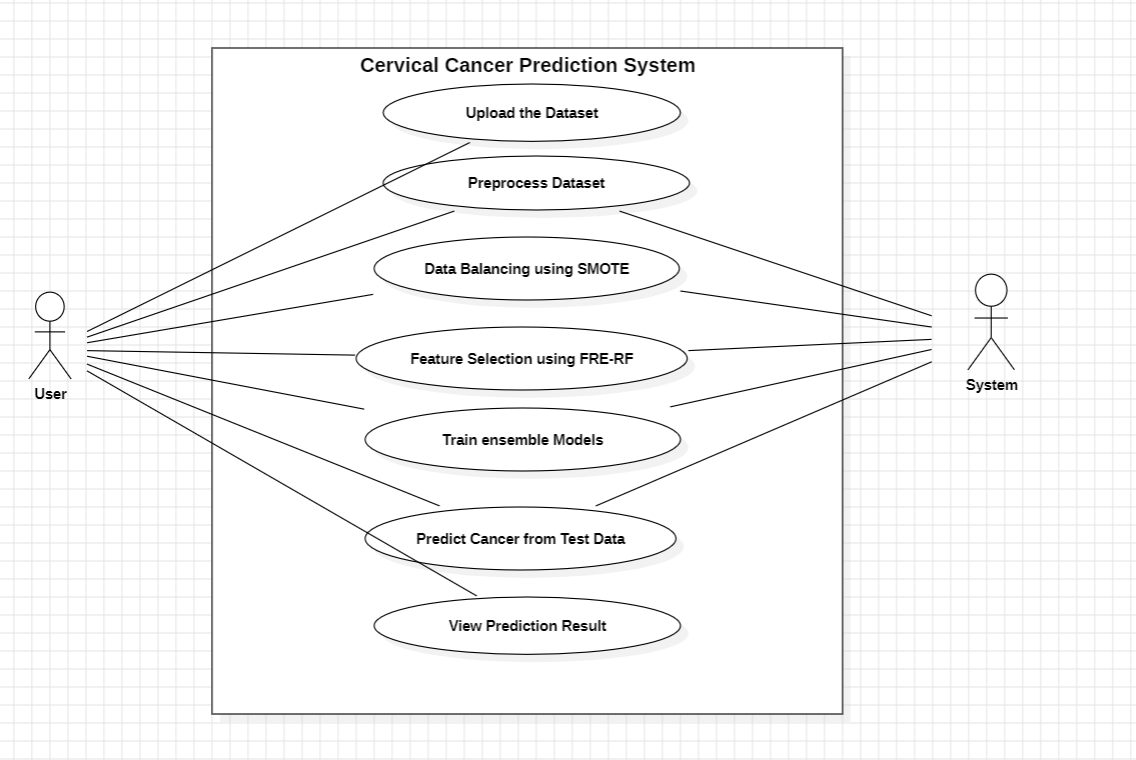 Cervical Cancer Prediction System
Upload the Dataset
Preprocess Dataset
Data Balancing using SMOTE
Feature Selection using FRE-RF
Train ensemble Models
Predict Cancer from Test Data
View Prediction Result
User
System